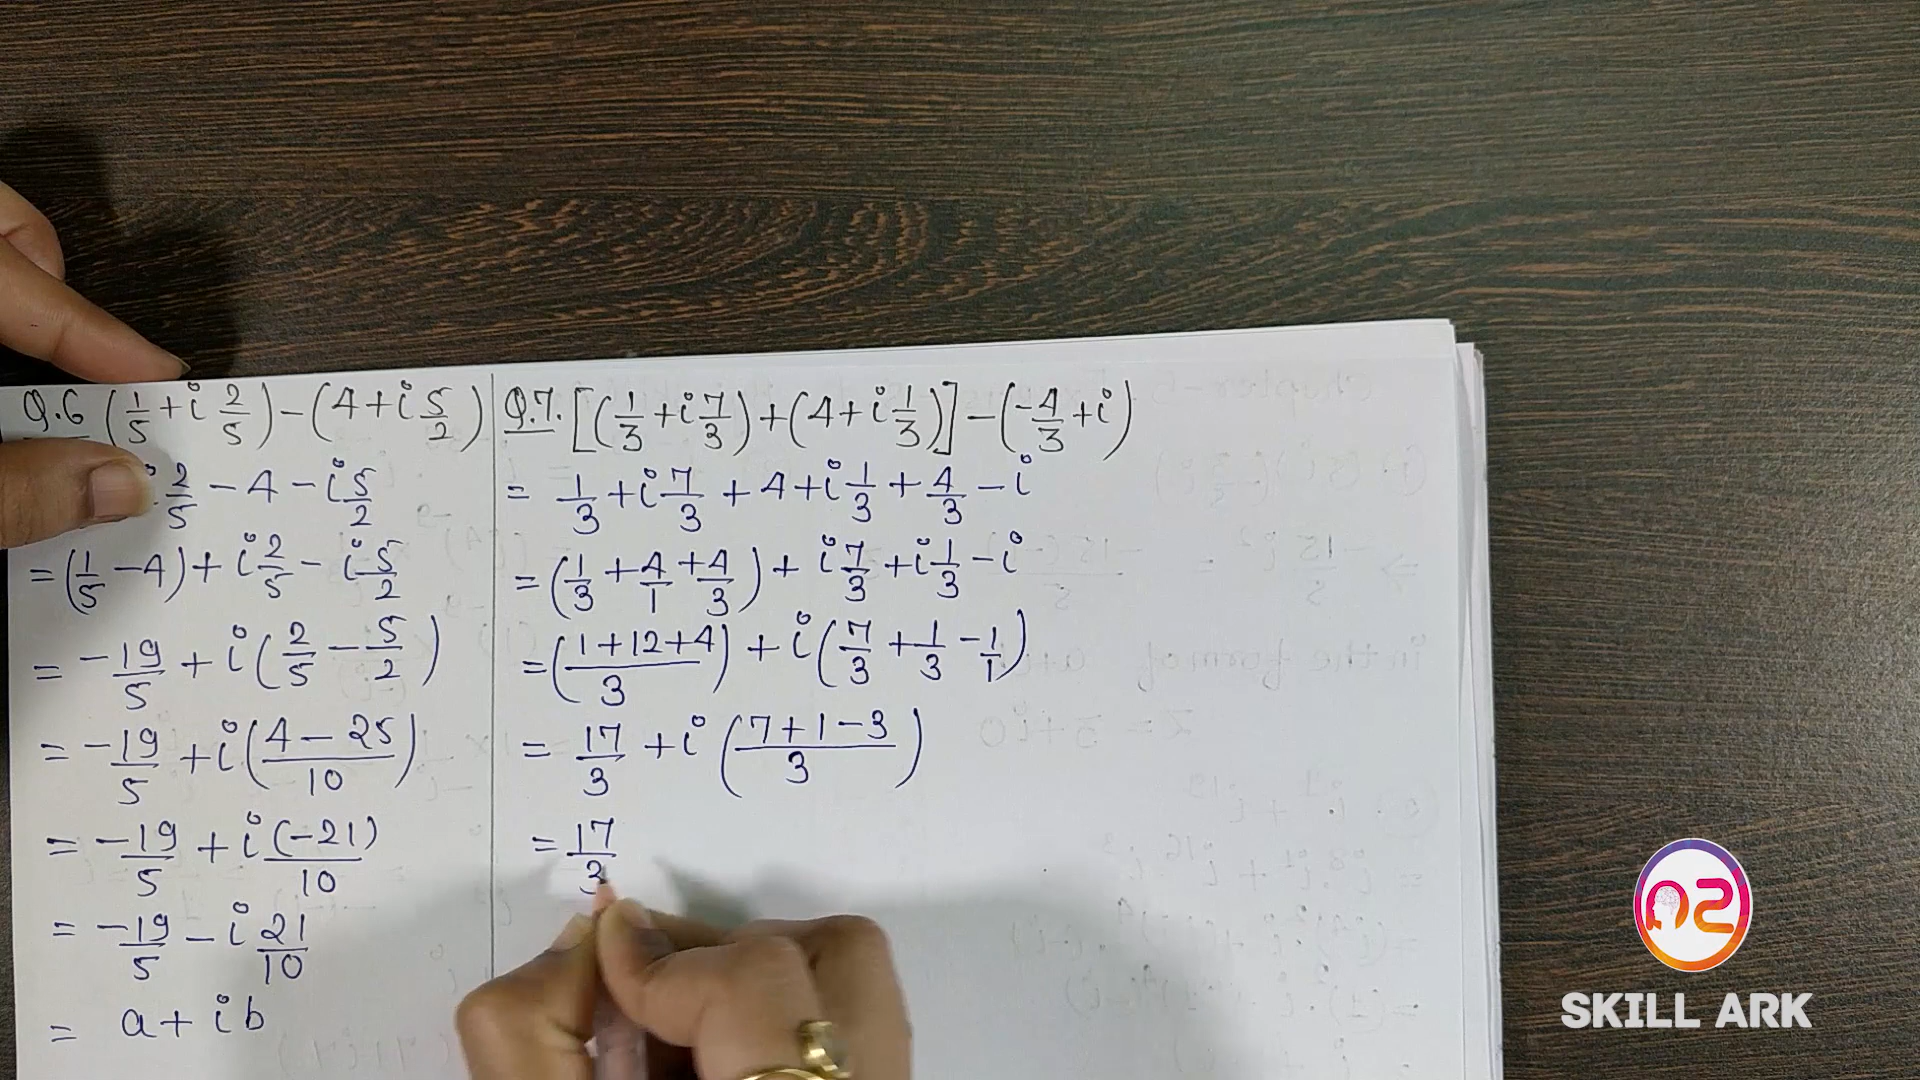 Q.6 (1/5 + i 2/5) - (4 + i 5/2)
2/5 - 4 - i 5/2
= (1/5 - 4) + i 2/5 - i 5/2
= -19/5 + i (2/5 - 5/2)
= -19/5 + i (4 - 25/10)
= -19/5 + i (-21)/10
= -19/5 - i 21/10
= a + ib
Q.7. [(1/3 + i 7/3) + (4 + i 1/3)] - (-4/3 + i)
= 1/3 + i 7/3 + 4 + i 1/3 + 4/3 - i
= (1/3 + 4/1 + 4/3) + i 7/3 + i 1/3 - i
= (1 + 12 + 4/3) + i (7/3 + 1/3 - 1/1)
= 17/3 + i (7 + 1 - 3/3)
= 17/3
SKILL ARK